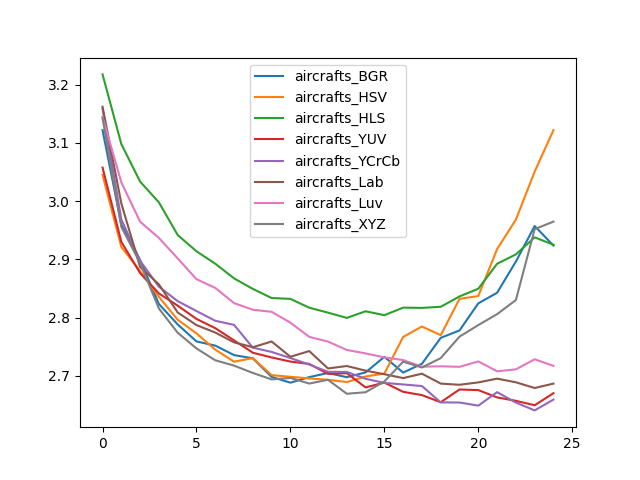 3.2
3.1
3.0
2.9
2.8
2.7
0
5
10
15
20
25
aircrafts_BGR
aircrafts_HSV
aircrafts_HLS
aircrafts_YUV
aircrafts_YCrCb
aircrafts_Lab
aircrafts_Luv
aircrafts_XYZ